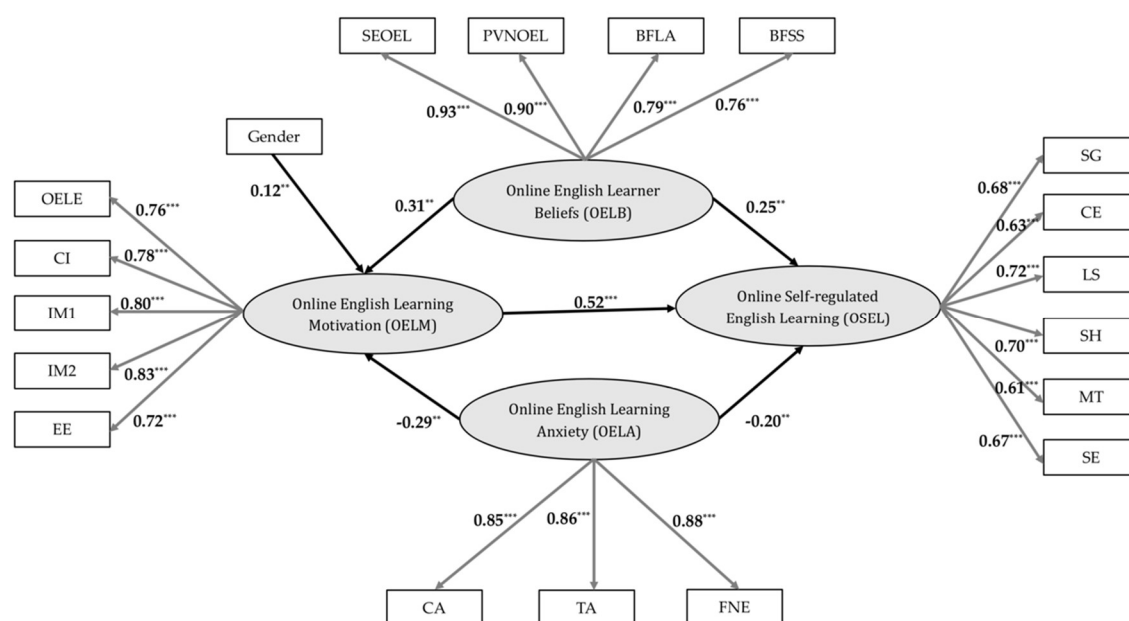 SEOEL
PVNOEL
BFLA
BFSS
0.93***
0.90***
0.79***
0.76***
Gender
0.12**
Online English Learner
Beliefs (OELB)
0.31**
0.25**
OELE
CI
IM1
IM2
EE
0.76***
0.78***
0.80***
0.83***
0.72***
Online English Learning
Motivation (OELM)
0.52***
Online Self-regulated
English Learning (OSEL)
SG
CE
LS
SH
MT
SE
0.68***
0.63***
0.72***
0.70***
0.61***
0.67***
Online English Learning
Anxiety (OELA)
-0.29**
-0.20**
0.85***
0.86***
0.88***
CA
TA
FNE